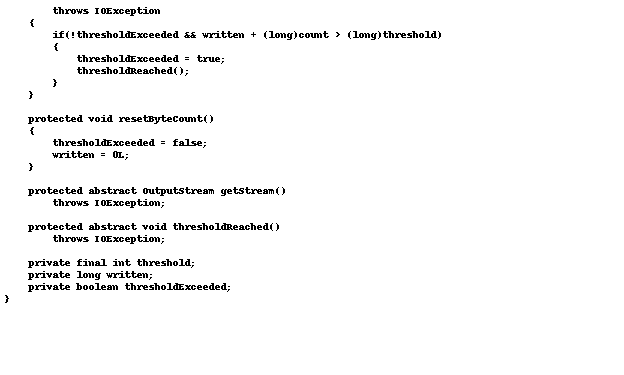 throws IOException
    {
        if(!thresholdExceeded && written + (long)count > (long)threshold)
        {
            thresholdExceeded = true;
            thresholdReached();
        }
    }

    protected void resetByteCount()
    {
        thresholdExceeded = false;
        written = 0L;
    }

    protected abstract OutputStream getStream()
        throws IOException;

    protected abstract void thresholdReached()
        throws IOException;

    private final int threshold;
    private long written;
    private boolean thresholdExceeded;
}